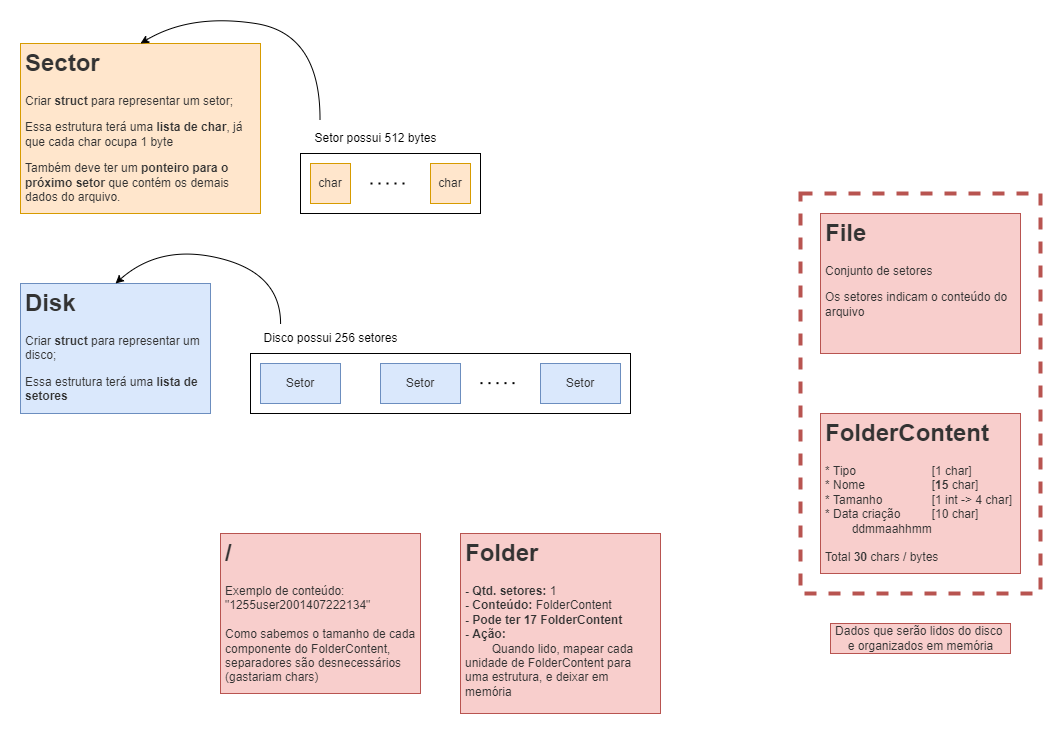 Sector
Criar struct para representar um setor;
Essa estrutura terá uma lista de char, já
que cada char ocupa 1 byte
Também deve ter um ponteiro para o
próximo setor que contém os demais
dados do arquivo.
Setor possui 512 bytes
char
.....
char
Disk
Criar struct para representar um
disco;
Essa estrutura terá uma lista de
setores
Disco possui 256 setores
Setor
Setor
.....
Setor
File
Conjunto de setores
Os setores indicam o conteúdo do
arquivo
FolderContent
* Tipo [1 char]
* Nome [15 char]
* Tamanho [1 int -> 4 char]
* Data criação [10 char]
ddmmaahhmm
Total 30 chars / bytes
Dados que serão lidos do disco
e organizados em memória
/
Exemplo de conteúdo:
"1255user2001407222134"
Como sabemos o tamanho de cada
componente do FolderContent,
separadores são desnecessários
(gastariam chars)
Folder
- Qtd. setores: 1
- Conteúdo: FolderContent
- Pode ter 17 FolderContent
- Ação:
Quando lido, mapear cada
unidade de FolderContent para
uma estrutura, e deixar em
memória